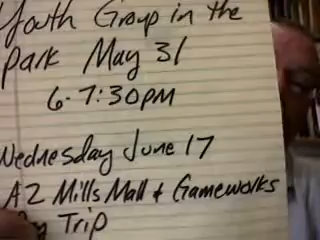 Youth Group in the
Park May 31
6-7:30PM
Wednesday June 17
AZ Mills Mall + Gameworks
Trip